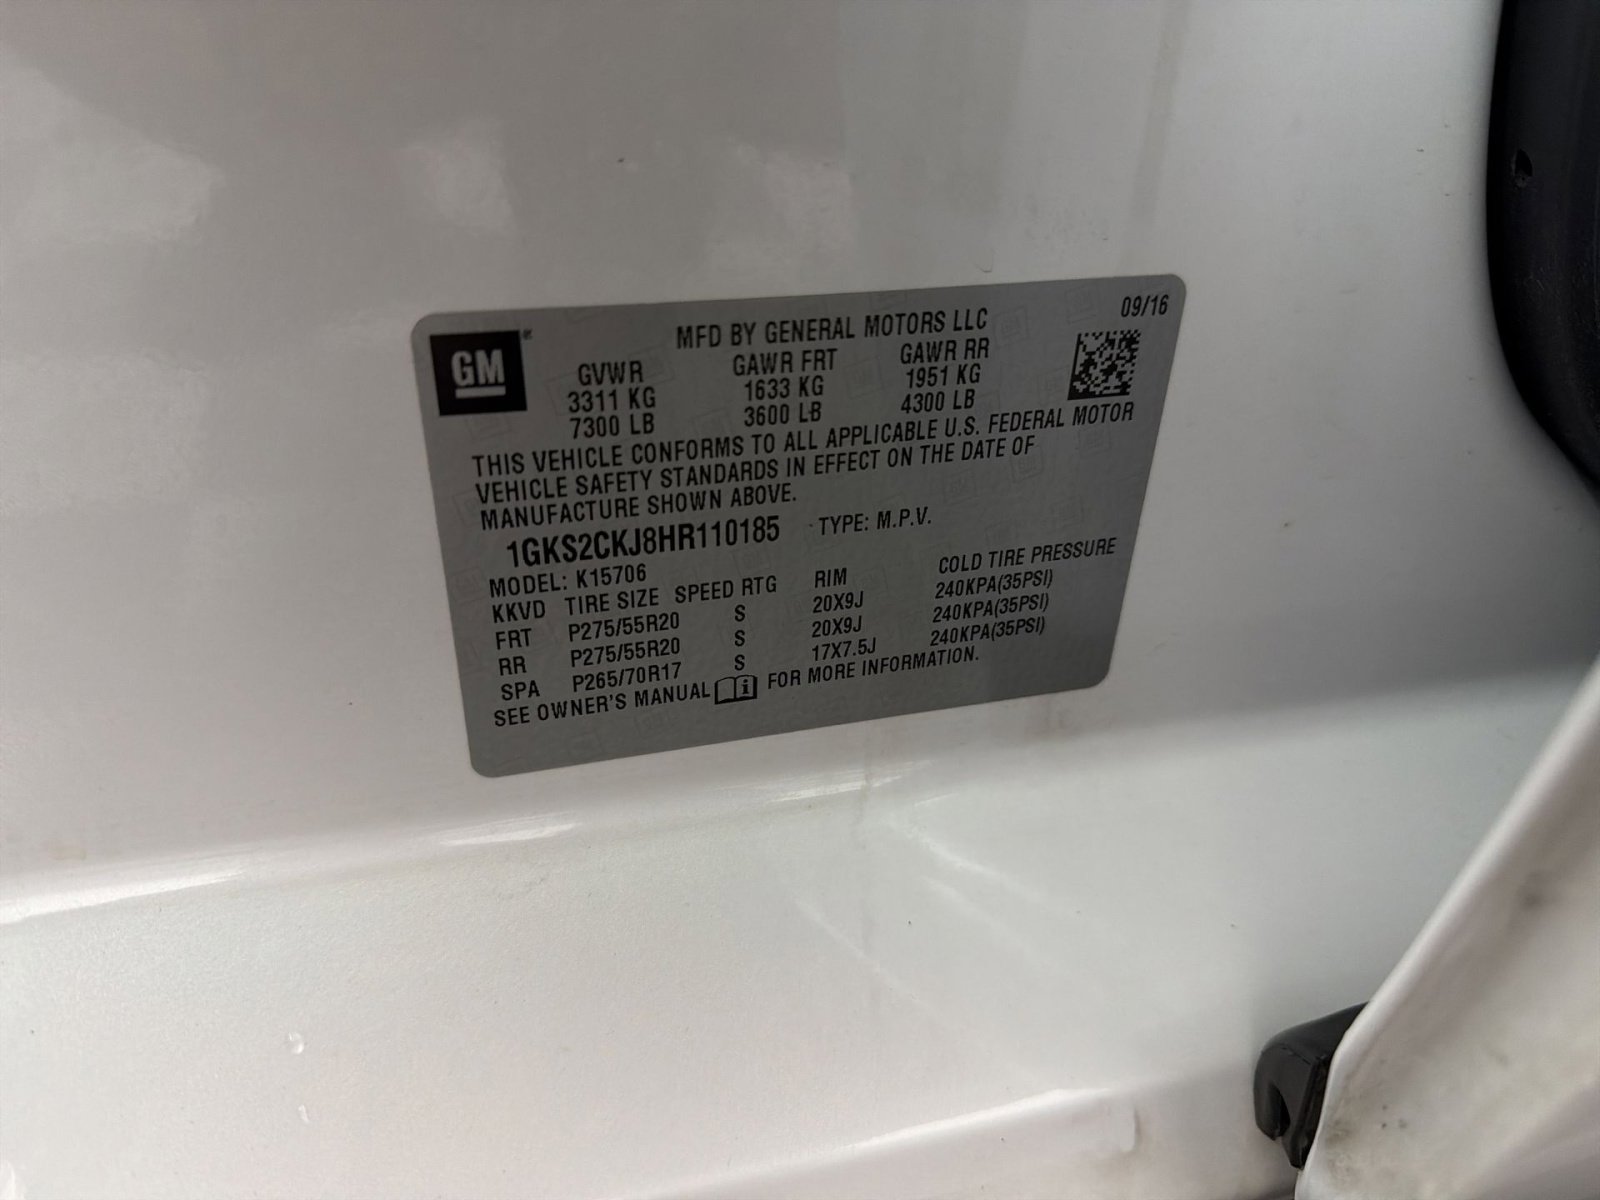 GM
MFD BY GENERAL MOTORS LLC 09/16
GVWR GAWR FRT GAWR RR
3311 KG 1633 KG 1951 KG
7300 LB 3600 LB 4300 LB
THIS VEHICLE CONFORMS TO ALL APPLICABLE U.S. FEDERAL MOTOR
VEHICLE SAFETY STANDARDS IN EFFECT ON THE DATE OF
MANUFACTURE SHOWN ABOVE.
1GKS2CKJ8HR110185 TYPE: M.P.V.
MODEL: K15706
KKVD TIRE SIZE SPEED RTG RIM COLD TIRE PRESSURE
FRT P275/55R20 S 20X9J 240KPA(35PSI)
RR P275/55R20 S 20X9J 240KPA(35PSI)
SPA P265/70R17 S 17X7.5J 240KPA(35PSI)
SEE OWNER'S MANUAL FOR MORE INFORMATION.